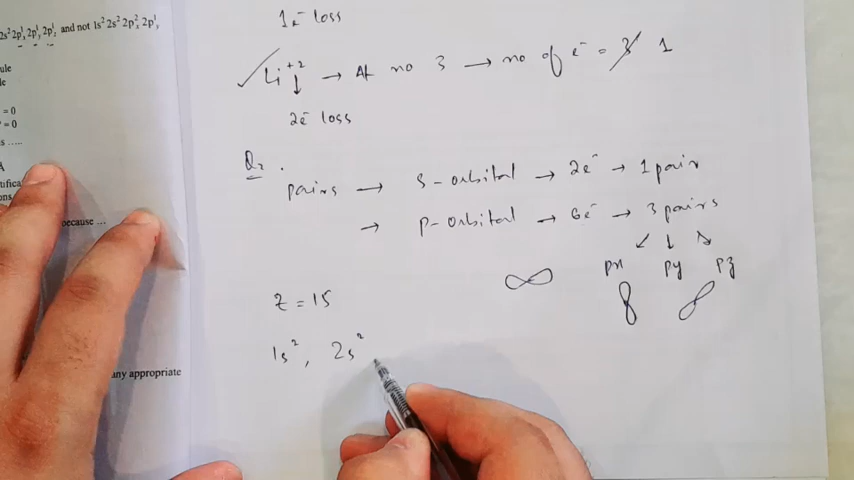 2s² 2p¹ₓ 2p¹ᵧ 2p¹z and not 1s² 2s² 2p²ₓ 2p¹ᵧ
= 0
= 0
because ...
any appropriate
1e⁻ loss
Li⁺² → At no 3 → no of e⁻ = 3 1
2e⁻ loss
Q2.
pairs → s-orbital → 2e⁻ → 1 pair
→ p-orbital → 6e⁻ → 3 pairs
px py pz
Z = 15
1s², 2s²